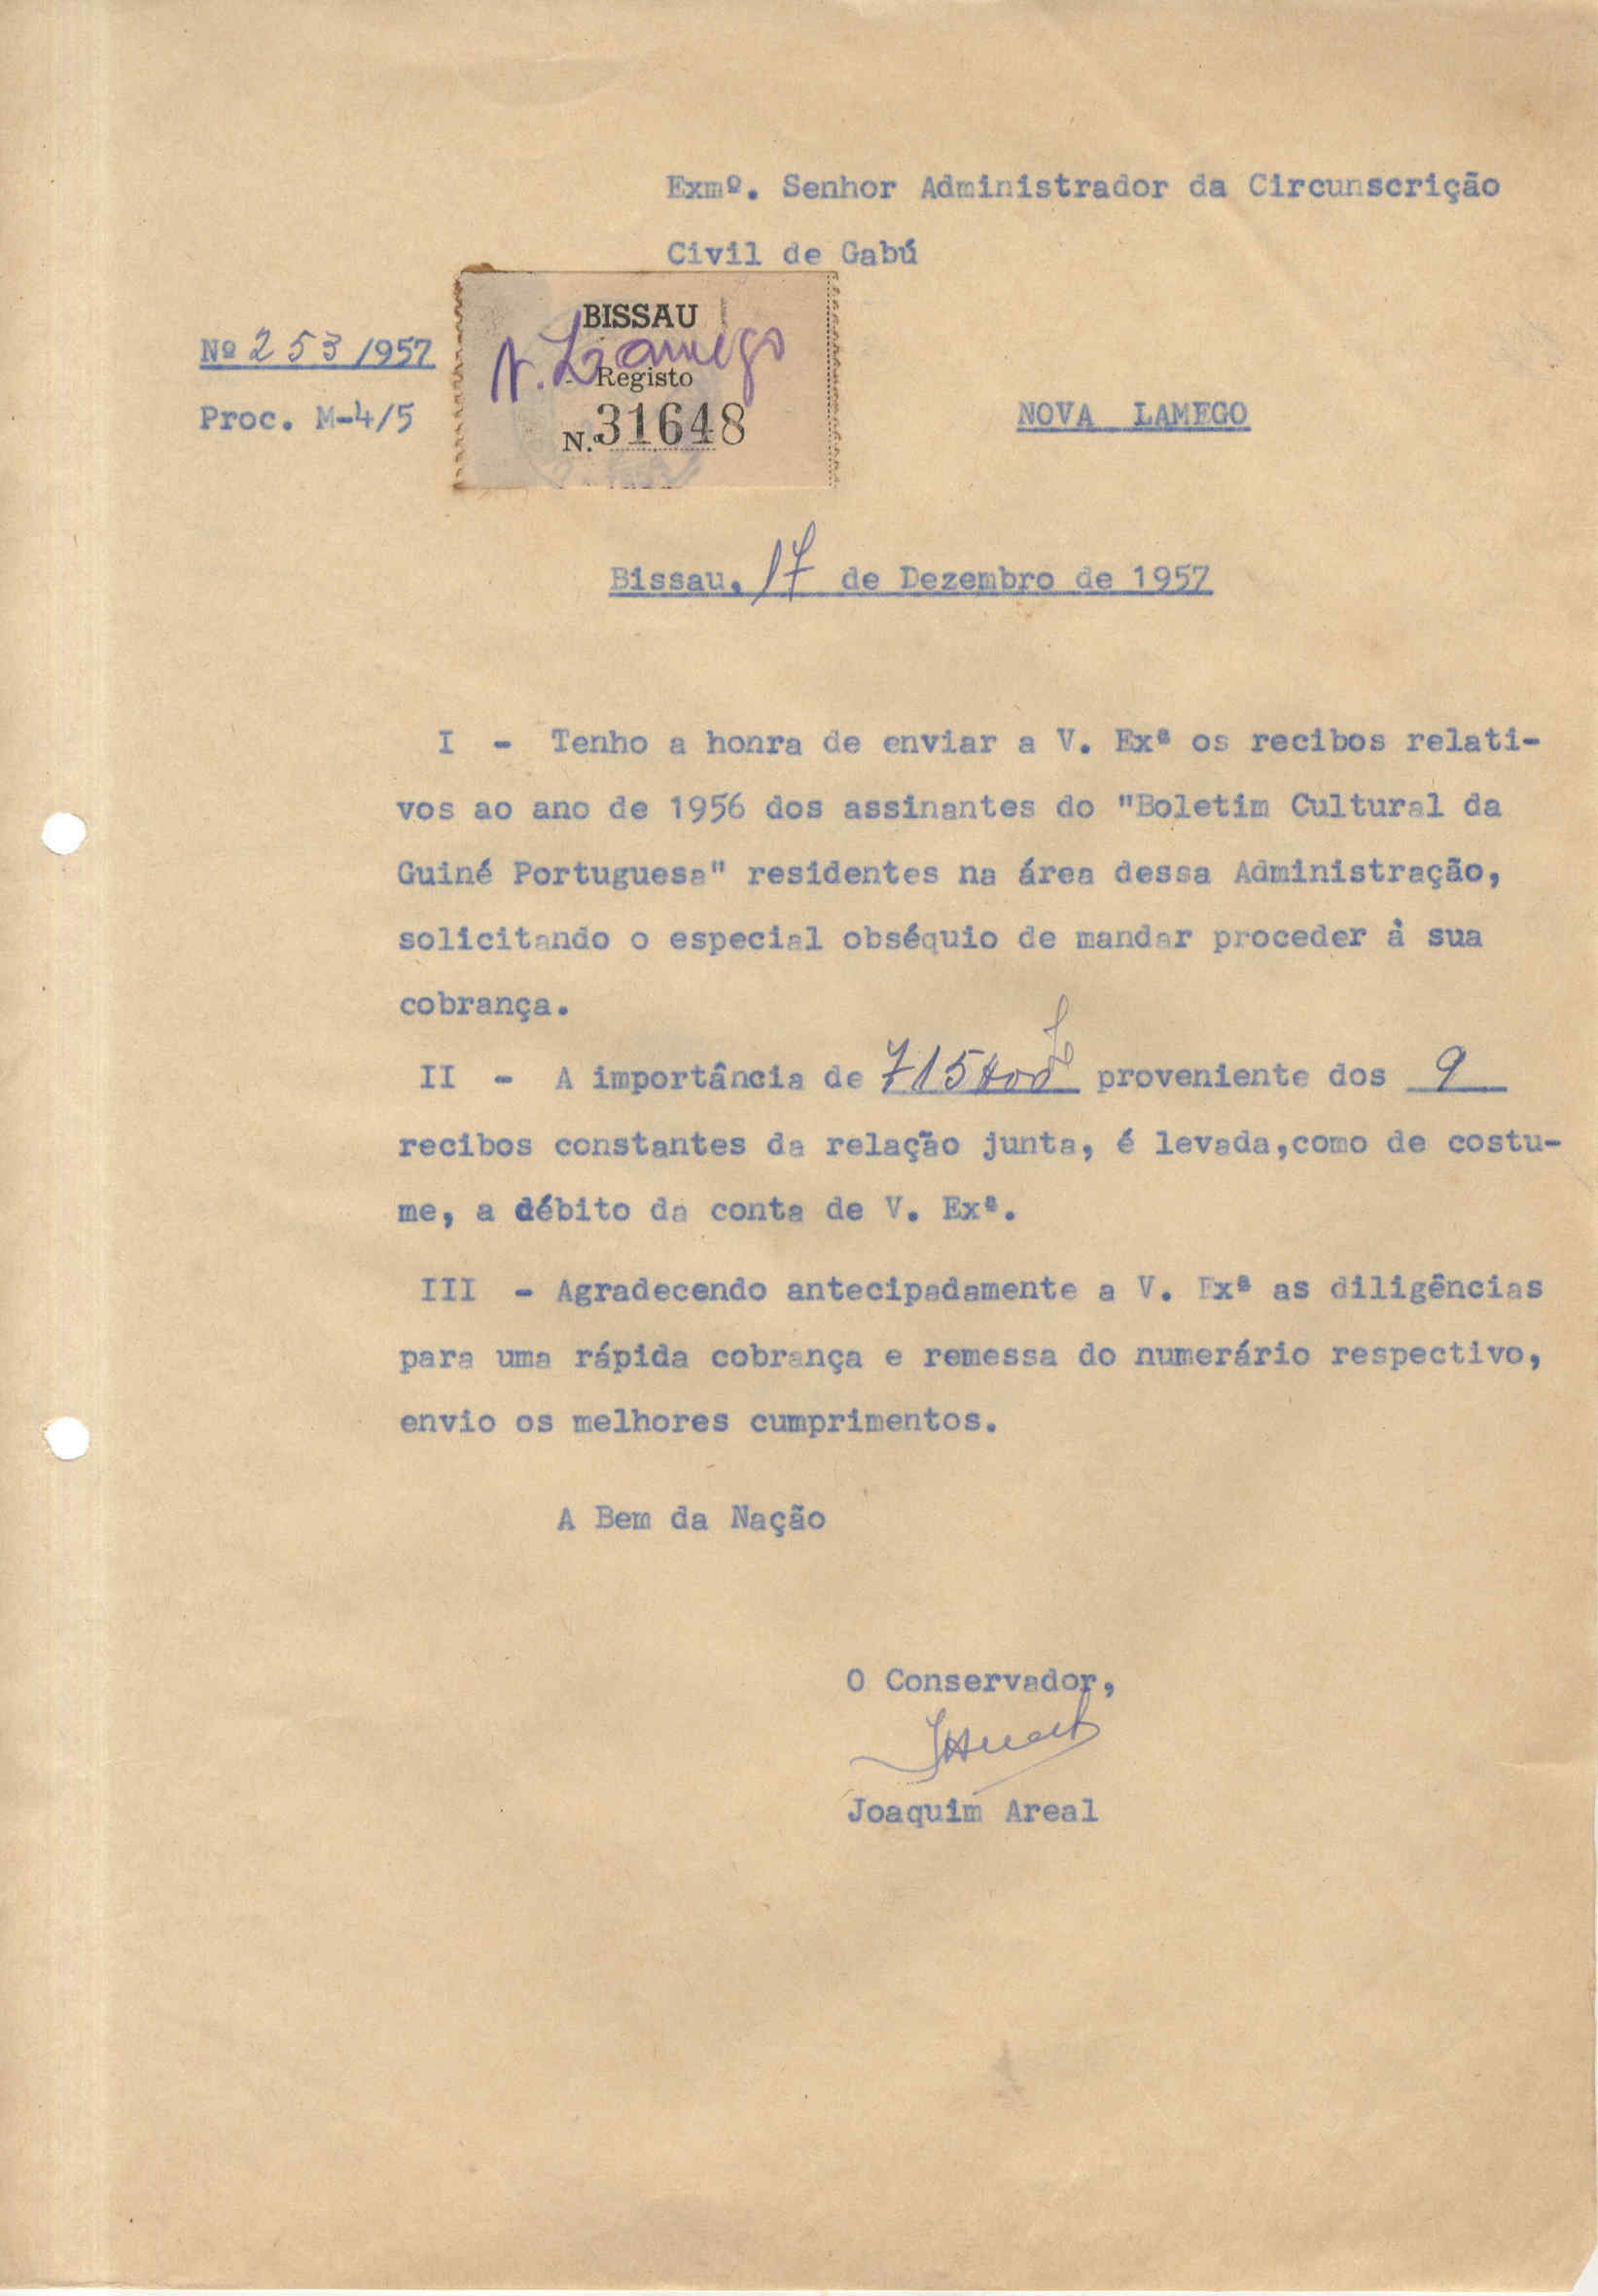 Exmº. Senhor Administrador da Circunscrição
Civil de Gabú
BISSAU
N. Lamego
Registo
N. 31648
Nº 253/1957
Proc. M-4/5
NOVA LAMEGO
Bissau, 17 de Dezembro de 1957
I - Tenho a honra de enviar a V. Exª os recibos relati-
vos ao ano de 1956 dos assinantes do "Boletim Cultural da
Guiné Portuguesa" residentes na área dessa Administração,
solicitando o especial obséquio de mandar proceder à sua
cobrança.
II - A importância de 715$00 proveniente dos 9
recibos constantes da relação junta, é levada,como de costu-
me, a débito da conta de V. Exª.
III - Agradecendo antecipadamente a V. Exª as diligências
para uma rápida cobrança e remessa do numerário respectivo,
envio os melhores cumprimentos.
A Bem da Nação
O Conservador,
Joaquim Areal